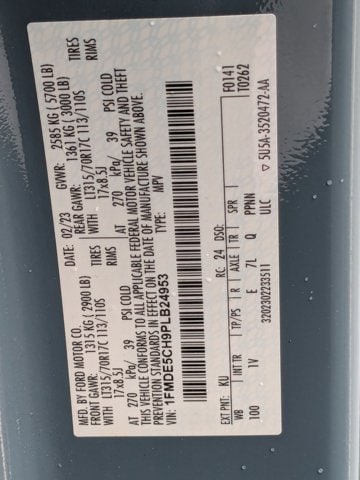 MFD. BY FORD MOTOR CO.
02/23
GVWR: 2585 KG (5700 LB)
FRONT GAWR: 1315 KG (2900 LB)
REAR GAWR: 1361 KG (3000 LB)
LT315/70R17C 113/110S TIRES
LT315/70R17C 113/110S TIRES
17x8.5J RIMS
17x8.5J RIMS
AT 270 kPa/ 39 PSI COLD
AT 270 kPa/ 39 PSI COLD
THIS VEHICLE CONFORMS TO ALL APPLICABLE FEDERAL MOTOR VEHICLE SAFETY AND THEFT
PREVENTION STANDARDS IN EFFECT ON THE DATE OF MANUFACTURE SHOWN ABOVE.
VIN: 1FMDE5CH9PLB24953
TYPE: MPV
F0141
T0262
3202302233511
EXT PNT: KU
RC: 24
DSO:
WB INT TR TP/PS R AXLE TR SPR
100 1V E 7L Q PPNN
ULC
▽ 5U5A-3520472-AA